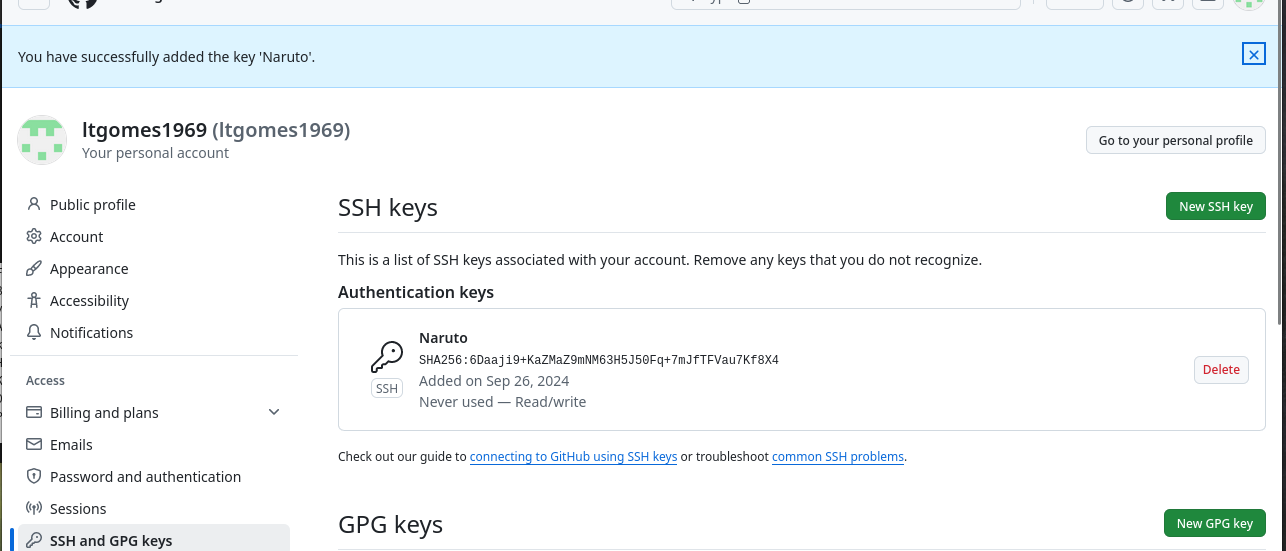 You have successfully added the key 'Naruto'.
ltgomes1969 (ltgomes1969)
Your personal account
Go to your personal profile
Public profile
Account
Appearance
Accessibility
Notifications
Access
Billing and plans
Emails
Password and authentication
Sessions
SSH and GPG keys
SSH keys
New SSH key
This is a list of SSH keys associated with your account. Remove any keys that you do not recognize.
Authentication keys
Naruto
SHA256:6Daaji9+KaZMaZ9mNM63H5J50Fq+7mJfTFVau7Kf8X4
SSH
Added on Sep 26, 2024
Never used — Read/write
Delete
Check out our guide to connecting to GitHub using SSH keys or troubleshoot common SSH problems.
GPG keys
New GPG key